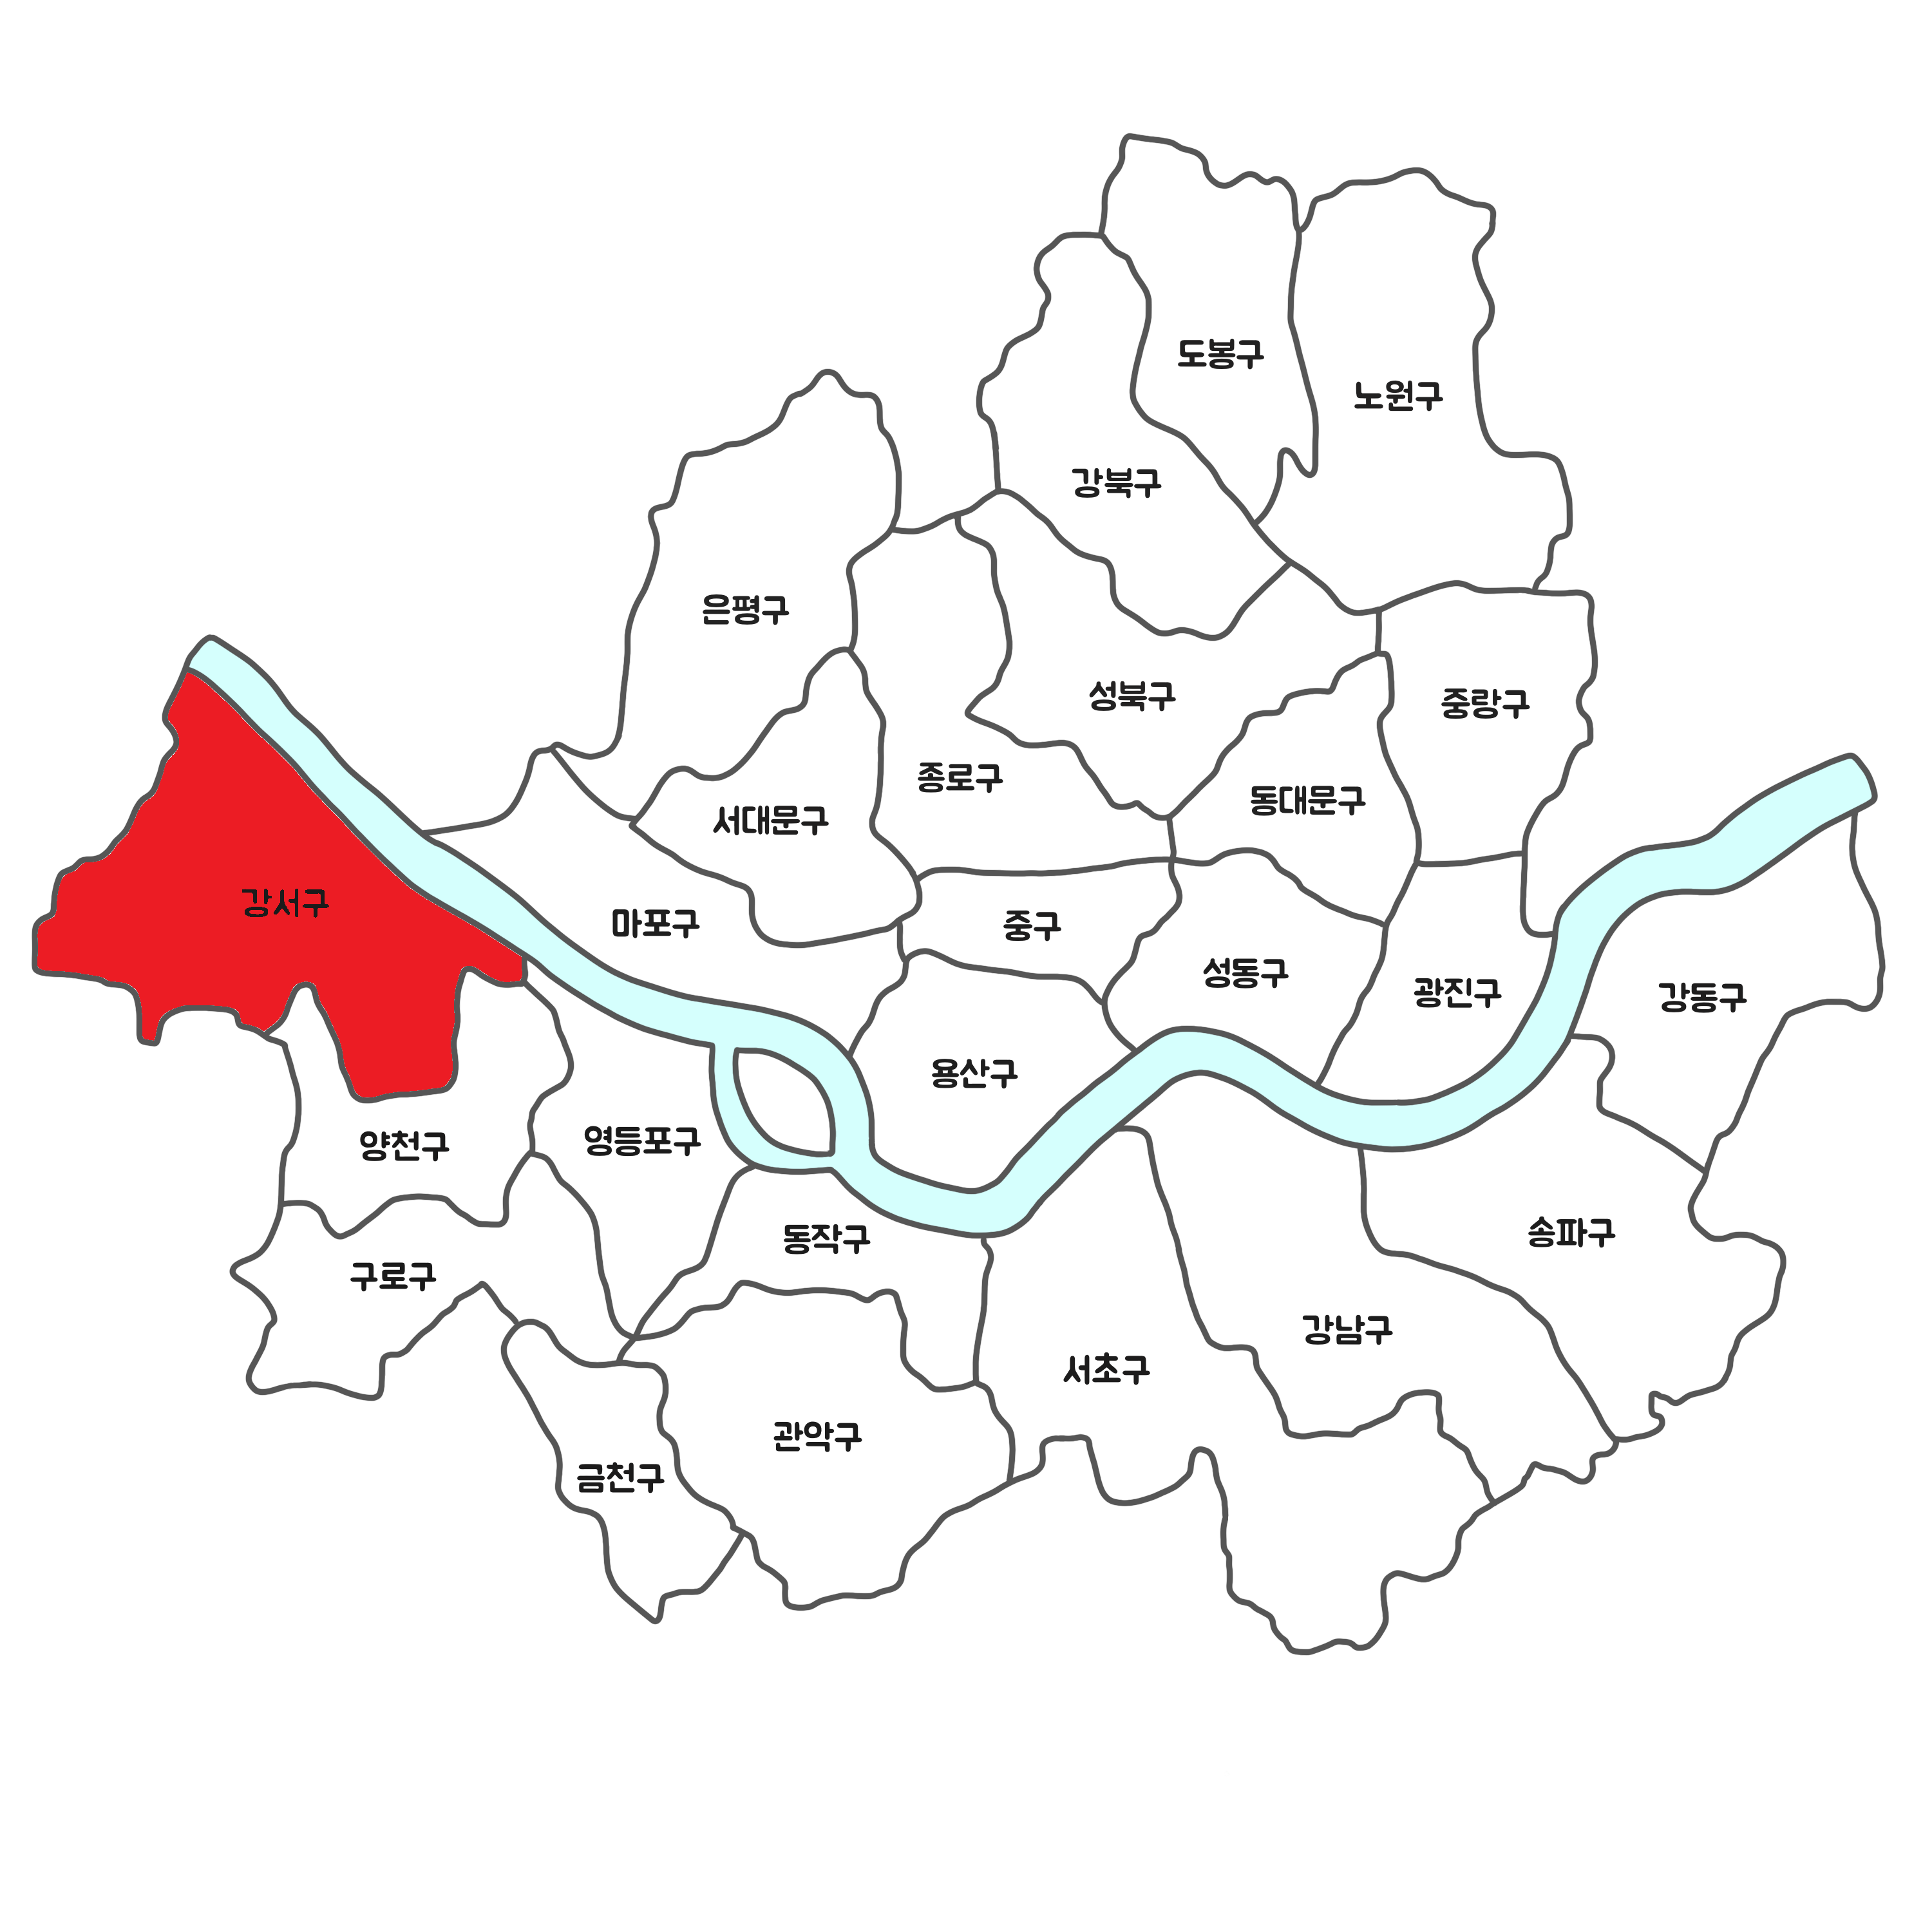 도봉구
노원구
강북구
은평구
성북구
중랑구
종로구
동대문구
서대문구
강서구
마포구
중구
성동구
광진구
강동구
용산구
양천구
영등포구
동작구
송파구
구로구
강남구
서초구
관악구
금천구